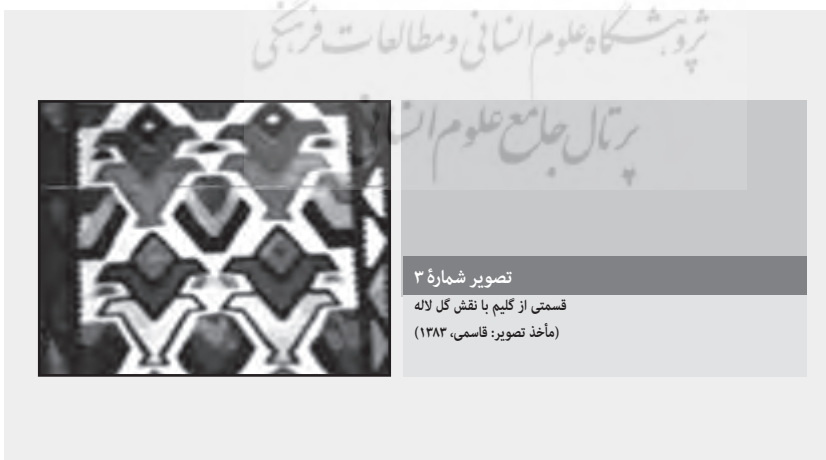 پژوهشگاه علوم انسانی و مطالعات فرهنگی
پرتال جامع علوم انسانی
تصویر شمارهٔ ۳
قسمتی از گلیم با نقش گل لاله
(مأخذ تصویر: قاسمی، ۱۳۸۳)